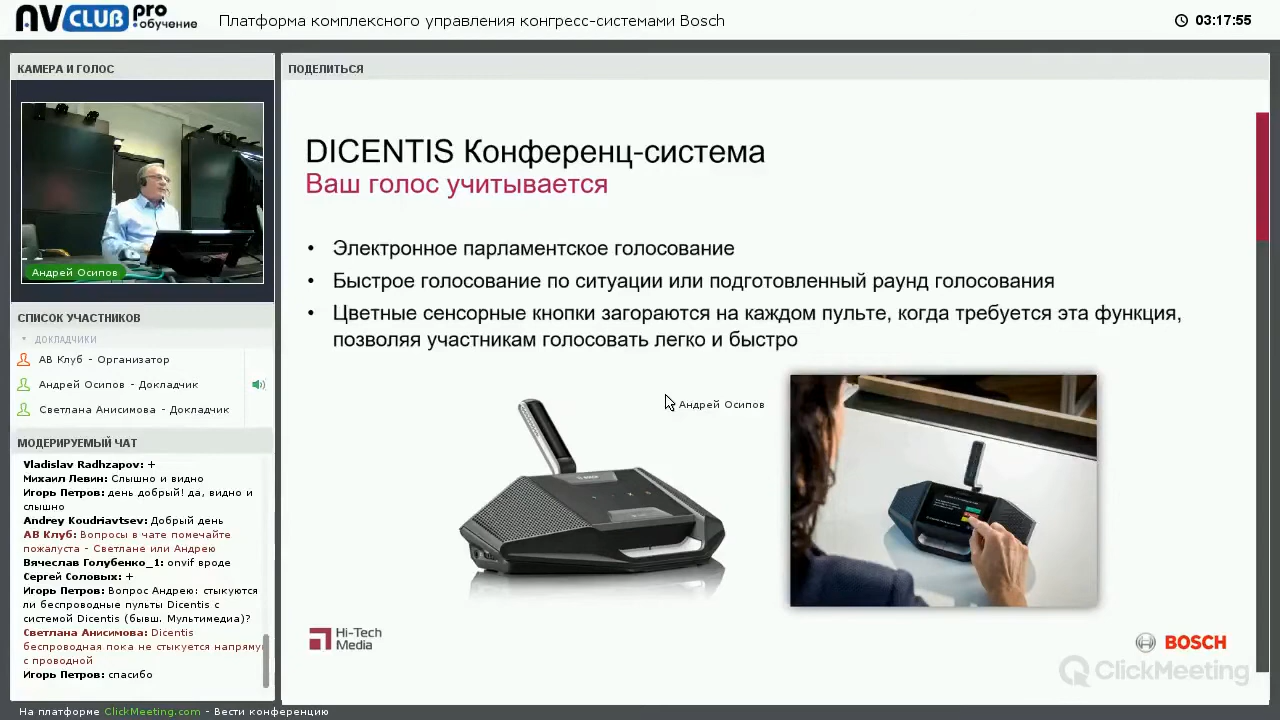 AV CLUB pro :обучение
Платформа комплексного управления конгресс-системами Bosch
03:17:55
КАМЕРА И ГОЛОС
Андрей Осипов
СПИСОК УЧАСТНИКОВ
ДОКЛАДЧИКИ
АВ Клуб - Организатор
Андрей Осипов - Докладчик
Светлана Анисимова - Докладчик
МОДЕРИРУЕМЫЙ ЧАТ
Vladislav Radhzapov: +
Михаил Левин: Слышно и видно
Игорь Петров: день добрый! да, видно и
слышно
Andrey Koudriavtsev: Добрый день
АВ Клуб: Вопросы в чате помечайте
пожалуста - Светлане или Андрею
Вячеслав Голубенко_1: onvif вроде
Сергей Соловых: +
Игорь Петров: Вопрос Андрею: стыкуются
ли беспроводные пульты Dicentis с
системой Dicentis (бывш. Мультимедиа)?
Светлана Анисимова: Dicentis
беспроводная пока не стыкуется напряму
с проводной
Игорь Петров: спасибо
ПОДЕЛИТЬСЯ
DICENTIS Конференц-система
Ваш голос учитывается
• Электронное парламентское голосование
• Быстрое голосование по ситуации или подготовленный раунд голосования
• Цветные сенсорные кнопки загораются на каждом пульте, когда требуется эта функция,
позволяя участникам голосовать легко и быстро
Андрей Осипов
Hi-Tech
Media
BOSCH
ClickMeeting
На платформе ClickMeeting.com - Вести конференцию